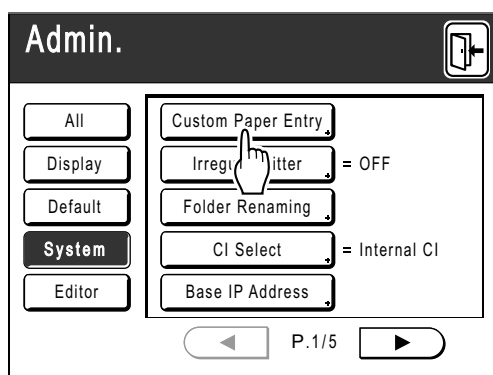 Admin.
All
Display
Default
System
Editor
Custom Paper Entry
= OFF
Folder Renaming
CI Select = Internal CI
Base IP Address
P.1/5